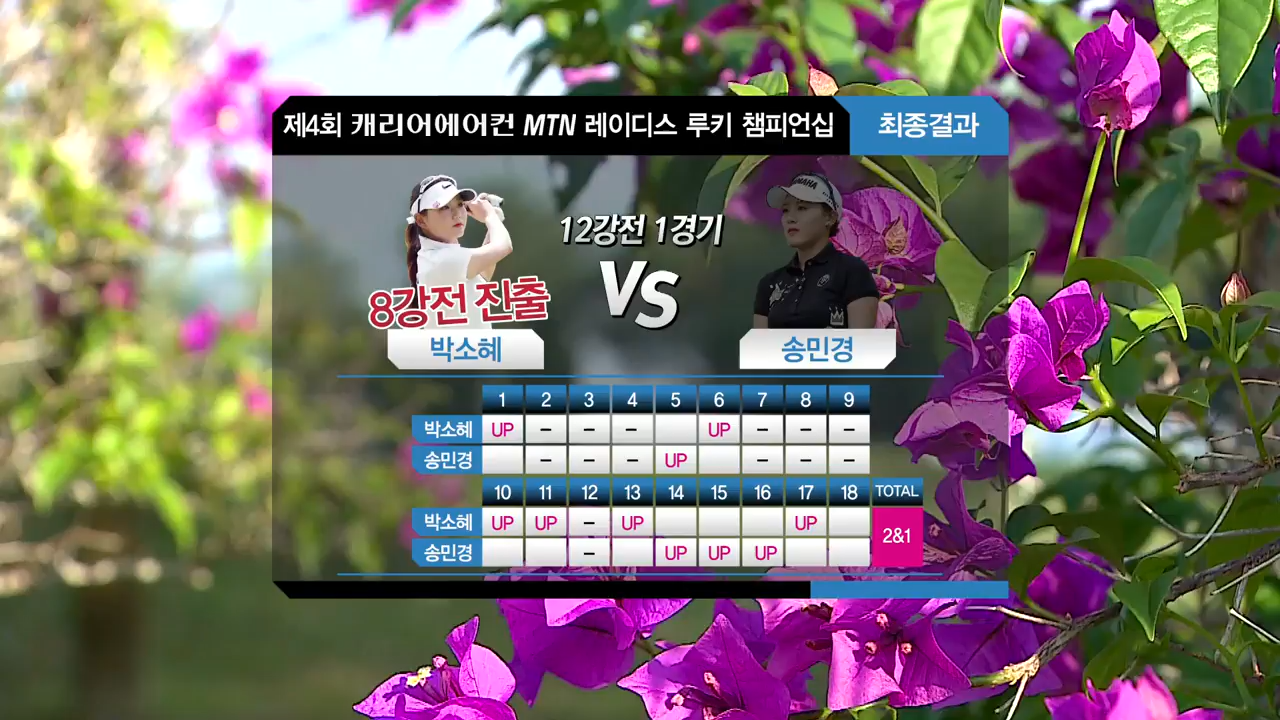 제4회 캐리어에어컨 MTN 레이디스 루키 챔피언십 최종결과
YAMAHA
12강전 1경기
VS
8강전 진출
박소혜 송민경
1 2 3 4 5 6 7 8 9
박소혜 UP – – – UP – – –
송민경 – – – UP – – –
10 11 12 13 14 15 16 17 18 TOTAL
박소혜 UP UP – UP UP
2&1
송민경 – UP UP UP